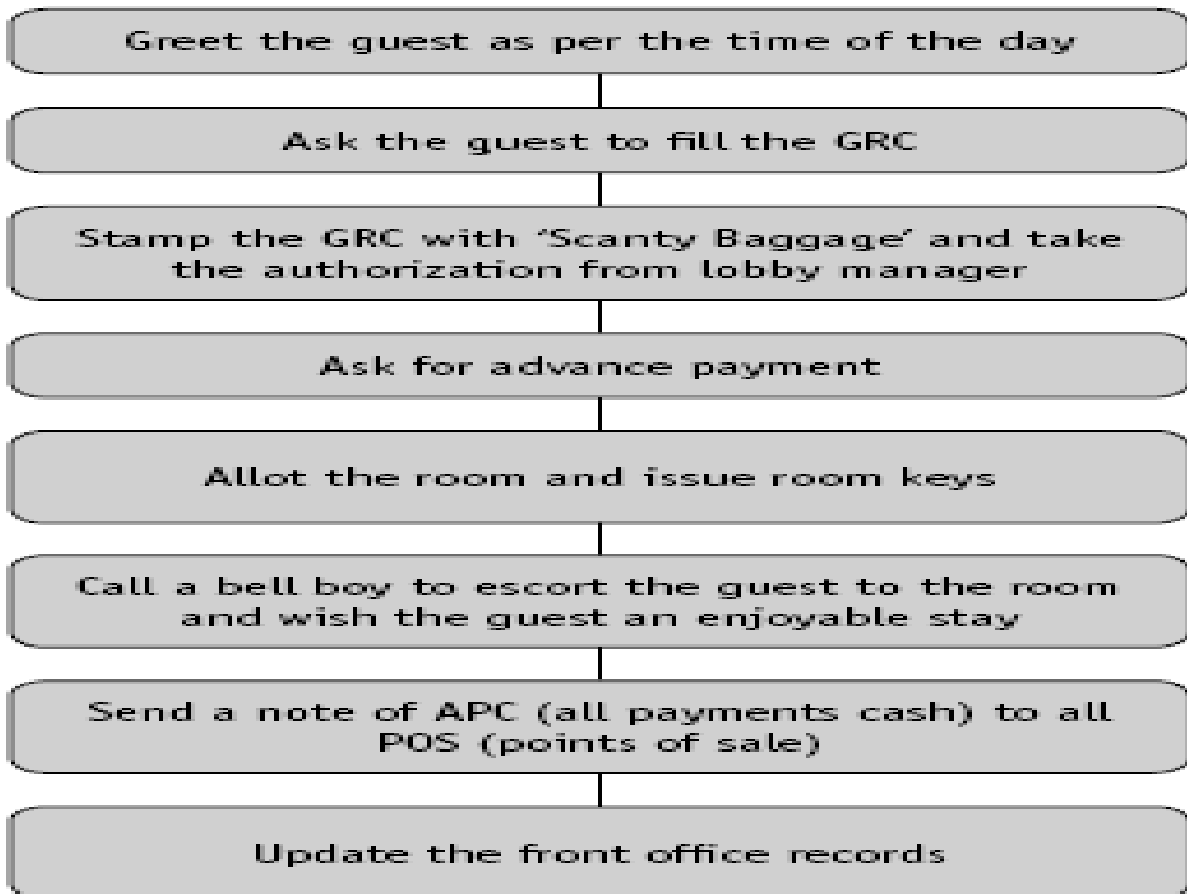 Greet the guest as per the time of the day
Ask the guest to fill the GRC
Stamp the GRC with ‘Scanty Baggage’ and take
the authorization from lobby manager
Ask for advance payment
Allot the room and issue room keys
Call a bell boy to escort the guest to the room
and wish the guest an enjoyable stay
Send a note of APC (all payments cash) to all
POS (points of sale)
Update the front office records